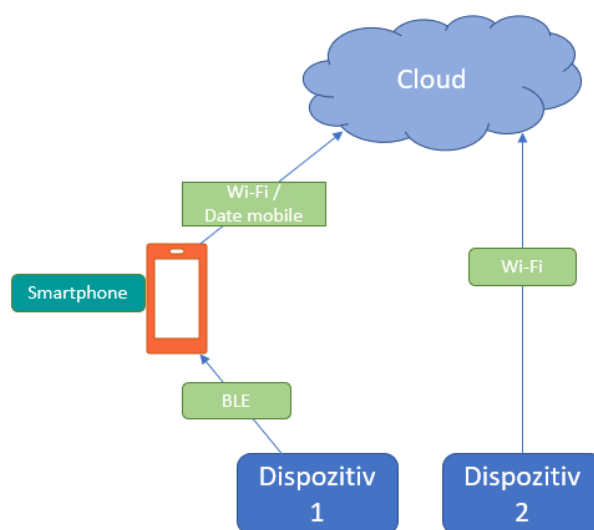 Cloud
Wi-Fi /
Date mobile
Wi-Fi
Smartphone
BLE
Dispozitiv
1
Dispozitiv
2